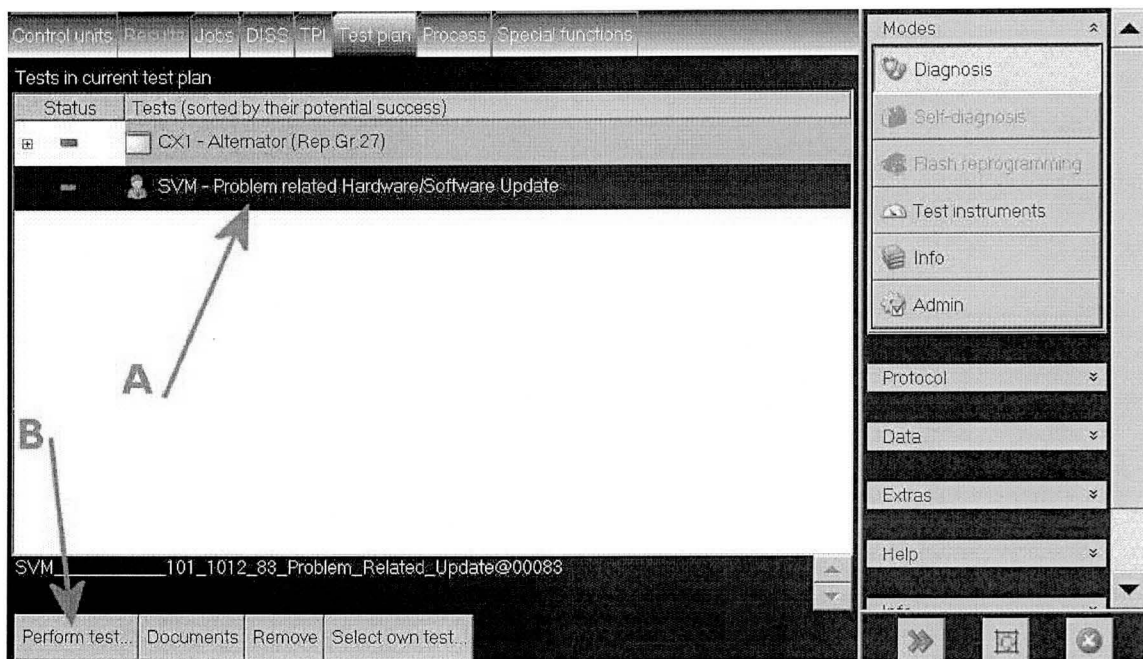 Control units Results Jobs DISS TPI Test plan Process Special functions
Tests in current test plan
Status Tests (sorted by their potential success)
CX1 - Alternator (Rep.Gr.27)
SVM - Problem related Hardware/Software Update
A
B
SVM__________101_1012_83_Problem_Related_Update@00083
Perform test... Documents Remove Select own test...
Modes
Diagnosis
Self-diagnosis
Flash reprogramming
Test instruments
Info
Admin
Protocol
Data
Extras
Help
Info